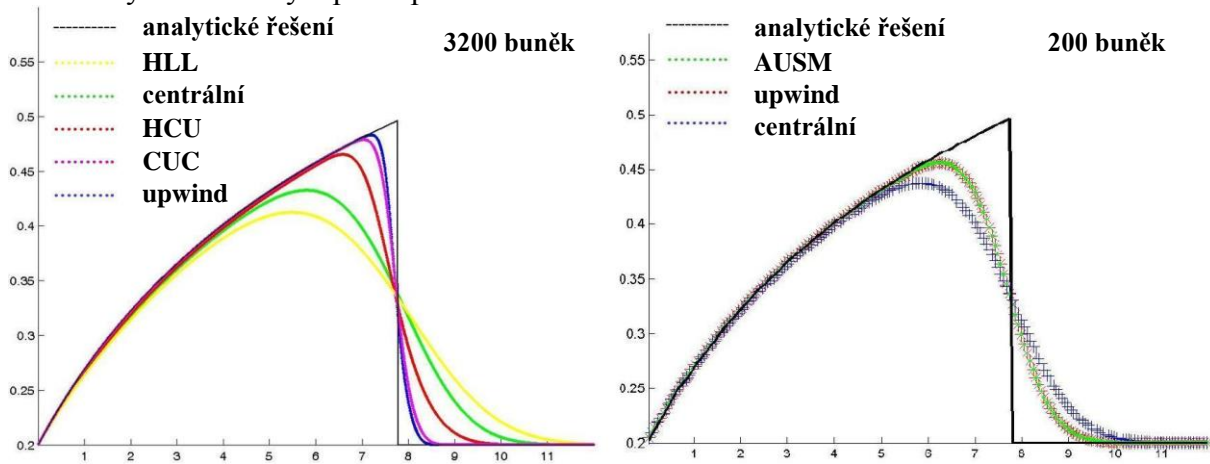 analytické řešení
HLL
centrální
HCU
CUC
upwind
3200 buněk
0.55
0.5
0.45
0.4
0.35
0.3
0.25
0.2
1 2 3 4 5 6 7 8 9 10 11
analytické řešení
AUSM
upwind
centrální
200 buněk
0.55
0.5
0.45
0.4
0.35
0.3
0.25
0.2
1 2 3 4 5 6 7 8 9 10 11